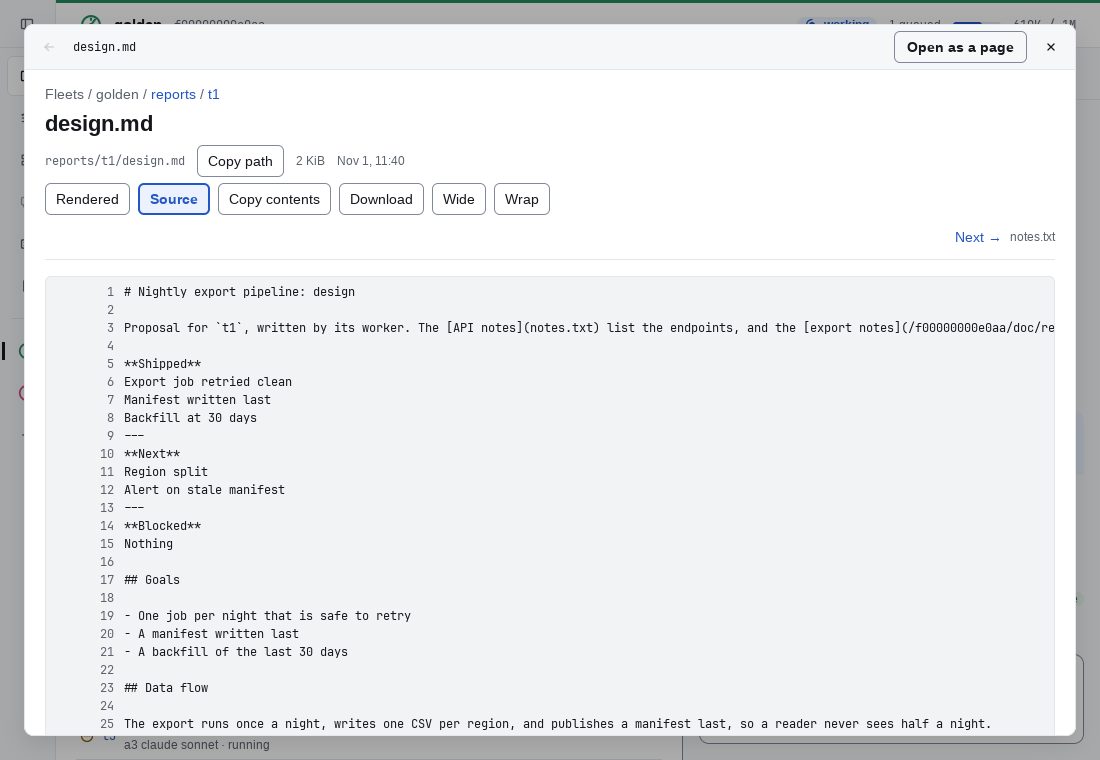 design.md
Open as a page
Fleets / golden / reports / t1
design.md
reports/t1/design.md Copy path 2 KiB Nov 1, 11:40
Rendered Source Copy contents Download Wide Wrap
Next → notes.txt
1 # Nightly export pipeline: design
2
3 Proposal for `t1`, written by its worker. The [API notes](notes.txt) list the endpoints, and the [export notes](/f00000000e0aa/doc/re
4
5 **Shipped**
6 Export job retried clean
7 Manifest written last
8 Backfill at 30 days
9 ---
10 **Next**
11 Region split
12 Alert on stale manifest
13 ---
14 **Blocked**
15 Nothing
16
17 ## Goals
18
19 - One job per night that is safe to retry
20 - A manifest written last
21 - A backfill of the last 30 days
22
23 ## Data flow
24
25 The export runs once a night, writes one CSV per region, and publishes a manifest last, so a reader never sees half a night.
a3 claude sonnet · running